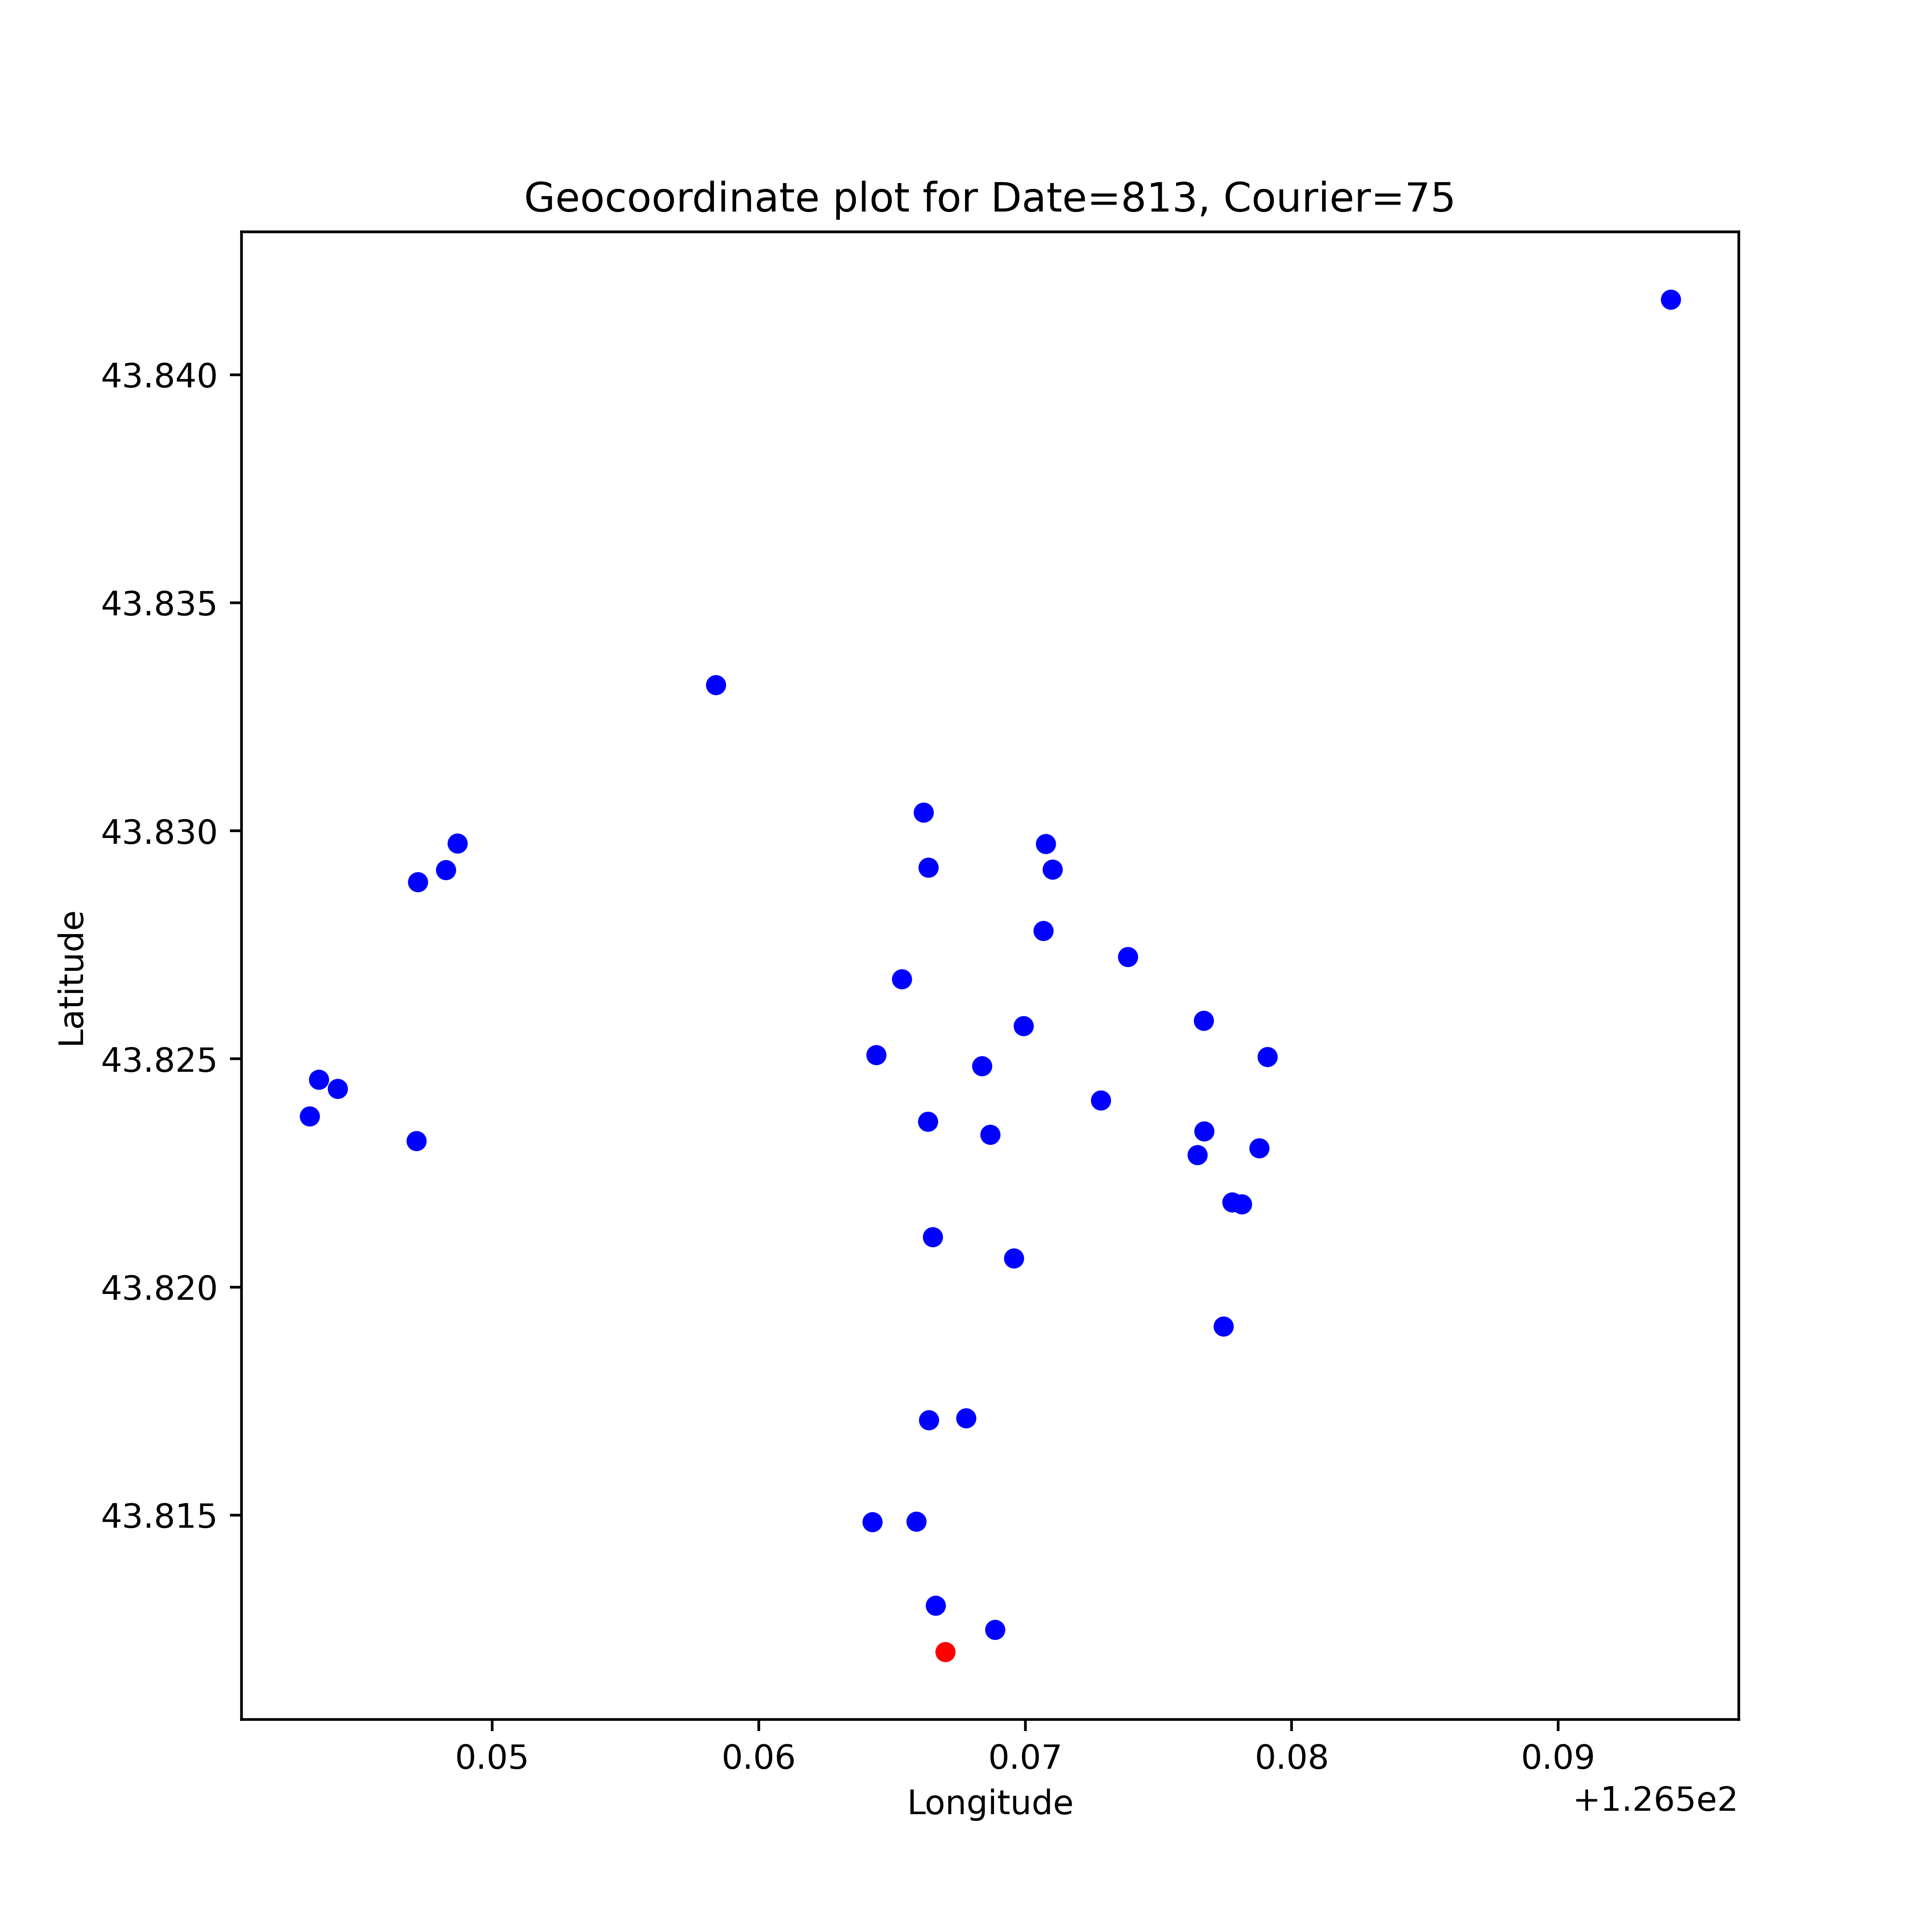 Geocoordinate plot for Date=813, Courier=75
43.840
43.835
43.830
43.825
43.820
43.815
Latitude
0.05 0.06 0.07 0.08 0.09
+1.265e2
Longitude